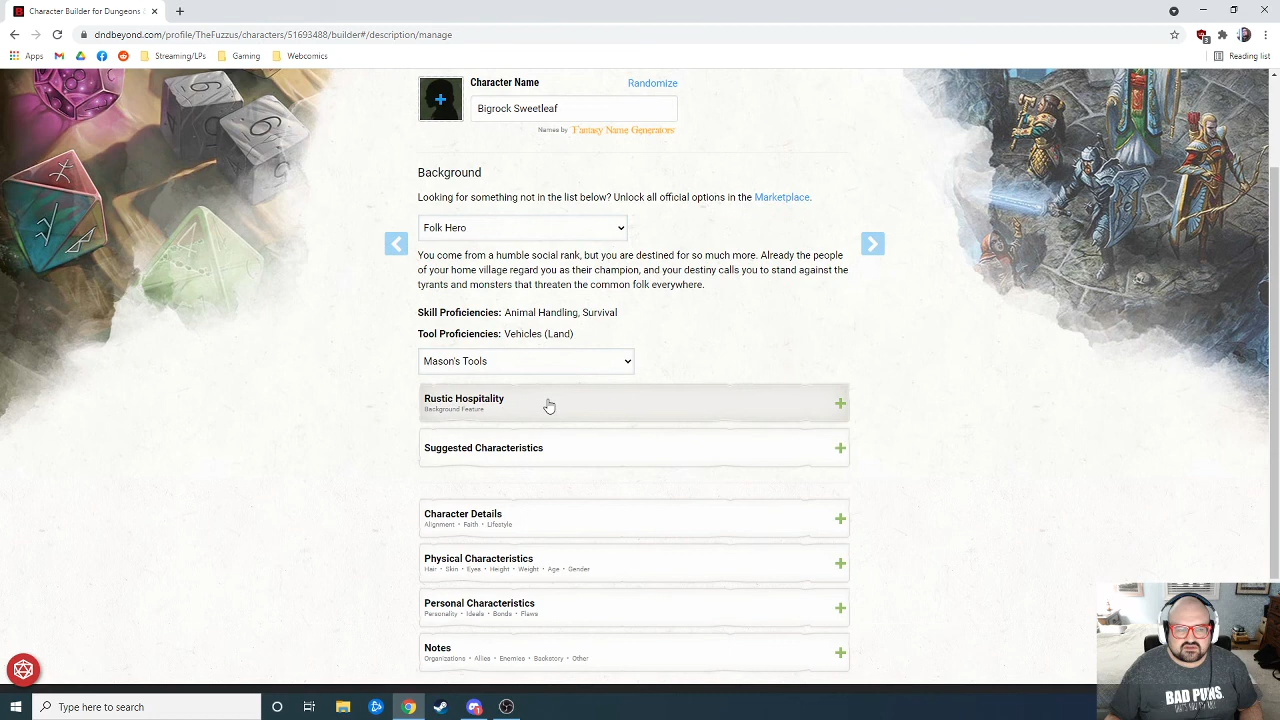 Character Builder for Dungeons &
dndbeyond.com/profile/TheFuzzus/characters/51693488/builder#/description/manage
3
Apps
Streaming/LPs
Gaming
Webcomics
Reading list
Character Name
Randomize
Bigrock Sweetleaf
Names by Fantasy Name Generators
Background
Looking for something not in the list below? Unlock all official options in the Marketplace.
Folk Hero
You come from a humble social rank, but you are destined for so much more. Already the people
of your home village regard you as their champion, and your destiny calls you to stand against the
tyrants and monsters that threaten the common folk everywhere.
Skill Proficiencies: Animal Handling, Survival
Tool Proficiencies: Vehicles (Land)
Mason's Tools
Rustic Hospitality
Background Feature
Suggested Characteristics
Character Details
Alignment • Faith • Lifestyle
Physical Characteristics
Hair • Skin • Eyes • Height • Weight • Age • Gender
Personal Characteristics
Personality • Ideals • Bonds • Flaws
Notes
Organizations • Allies • Enemies • Backstory • Other
BAD PUNS.
Type here to search